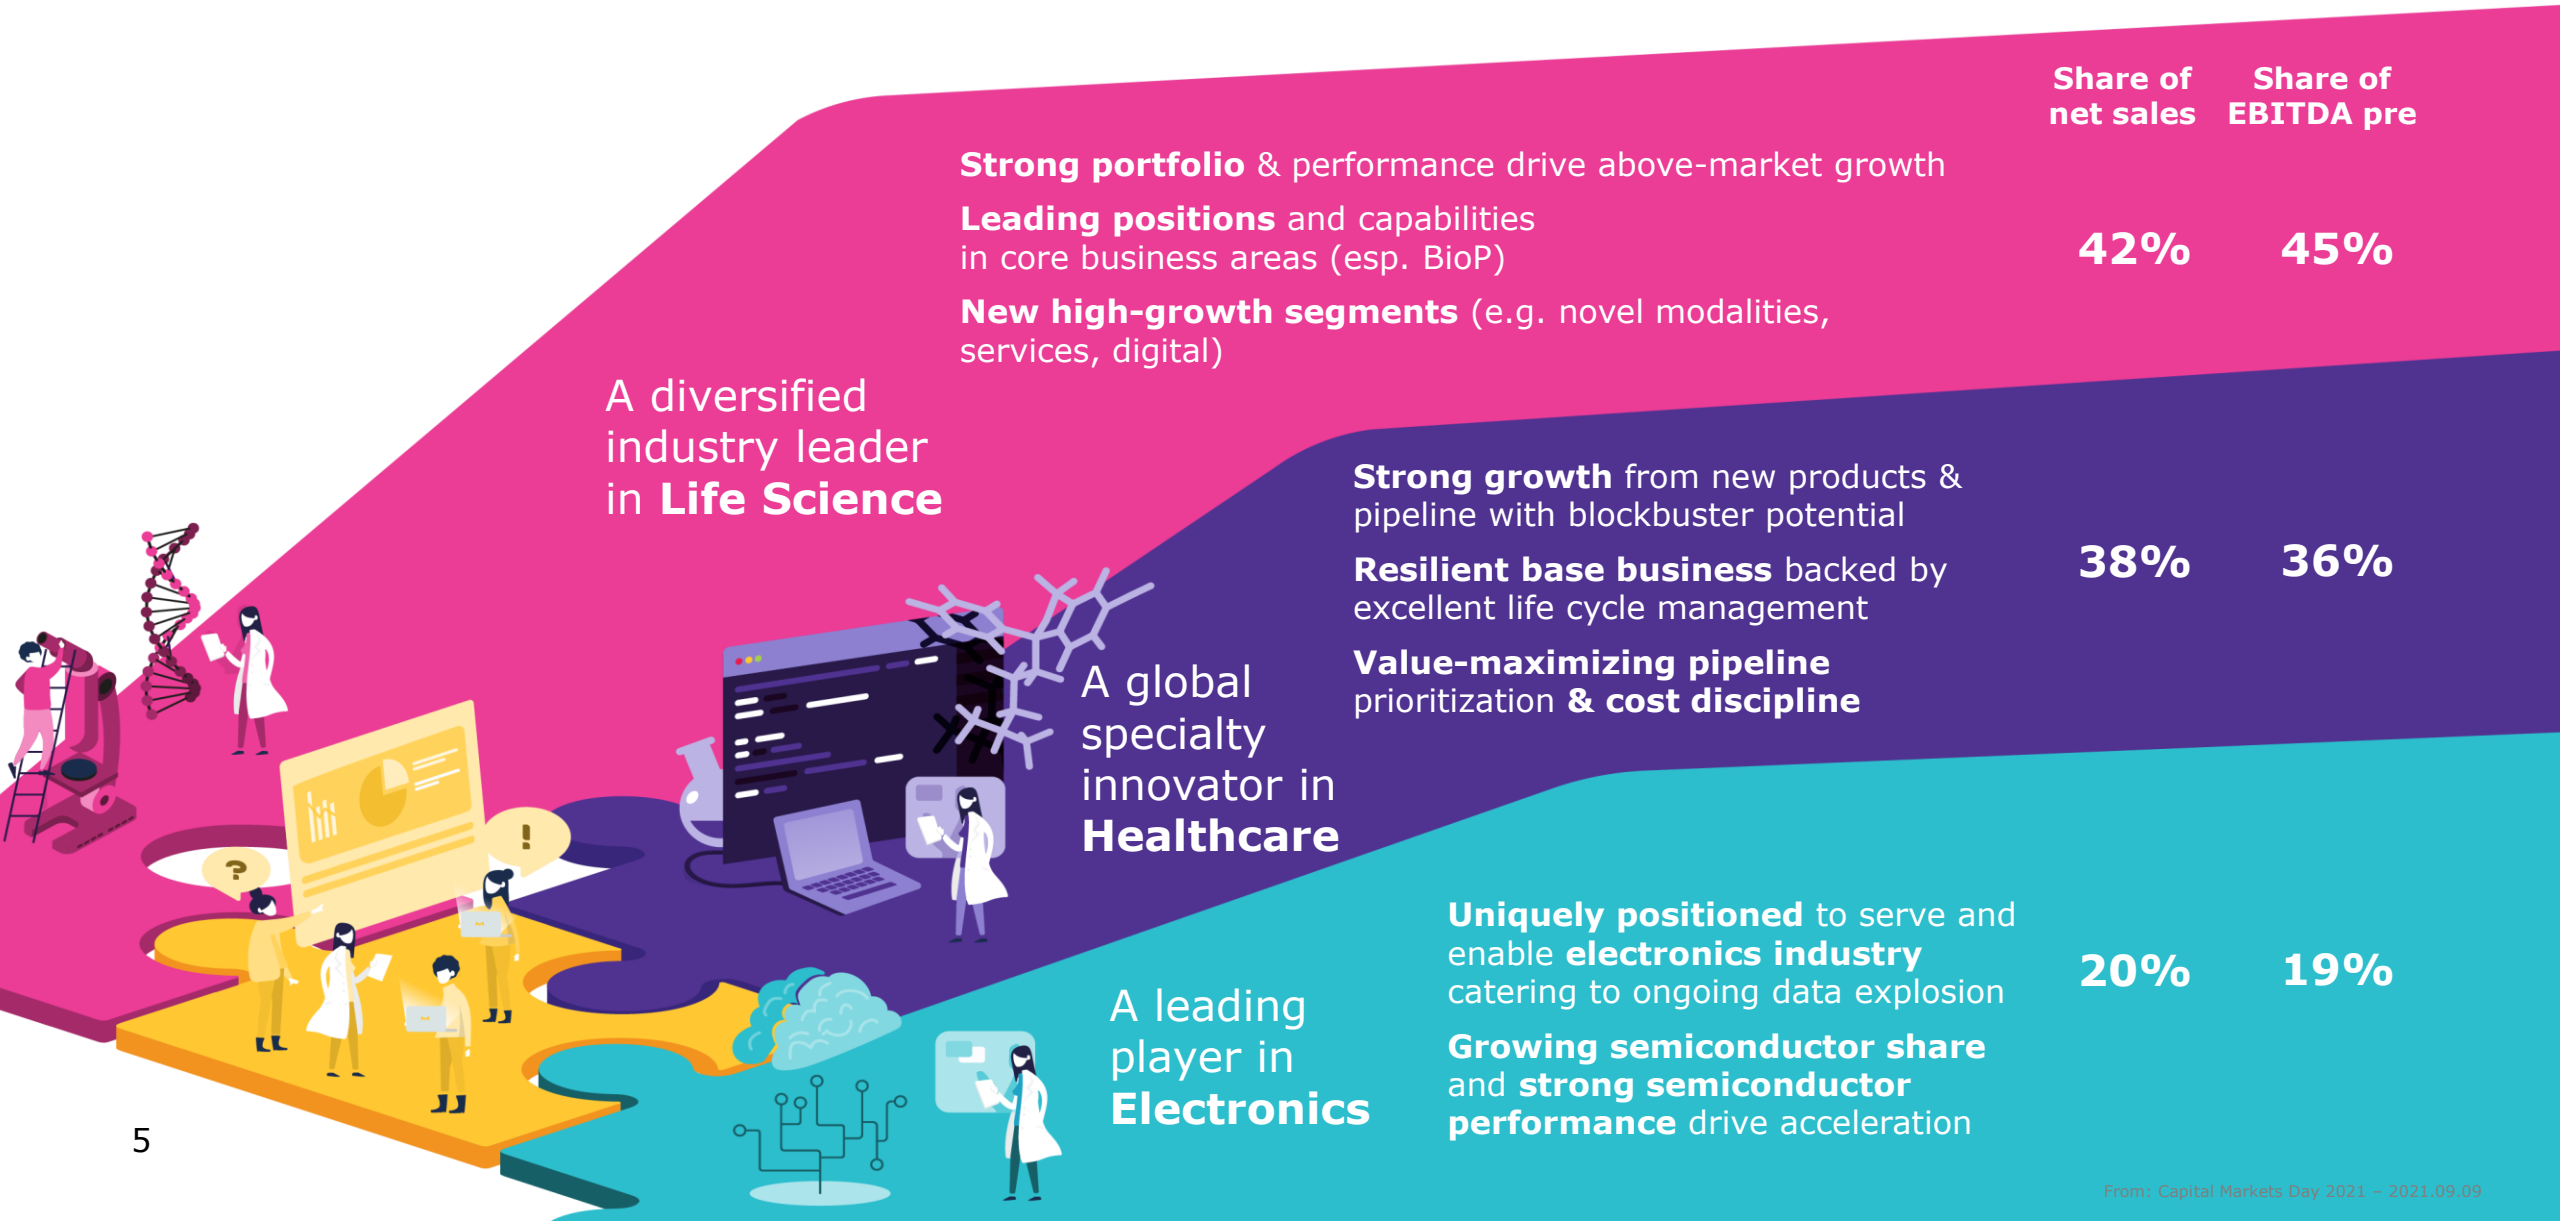 Share of
net sales
Share of
EBITDA pre
Strong portfolio & performance drive above-market growth
Leading positions and capabilities
in core business areas (esp. BioP)
New high-growth segments (e.g. novel modalities,
services, digital)
42%
45%
A diversified
industry leader
in Life Science
Strong growth from new products &
pipeline with blockbuster potential
Resilient base business backed by
excellent life cycle management
Value-maximizing pipeline
prioritization & cost discipline
38%
36%
A global
specialty
innovator in
Healthcare
?
!
Uniquely positioned to serve and
enable electronics industry
catering to ongoing data explosion
Growing semiconductor share
and strong semiconductor
performance drive acceleration
20%
19%
A leading
player in
Electronics
5
From: Capital Markets Day 2021 – 2021.09.09